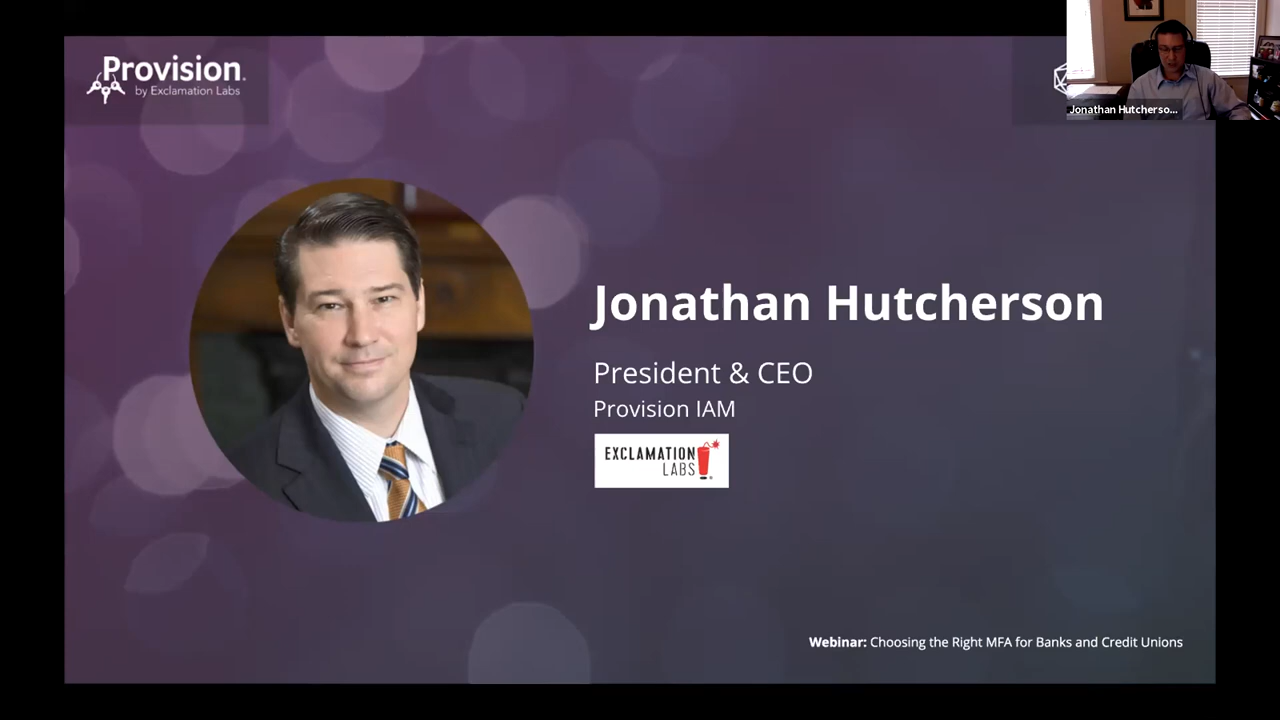 Provision.
by Exclamation Labs
Jonathan Hutcherso...
Jonathan Hutcherson
President & CEO
Provision IAM
EXCLAMATION
LABS
Webinar: Choosing the Right MFA for Banks and Credit Unions